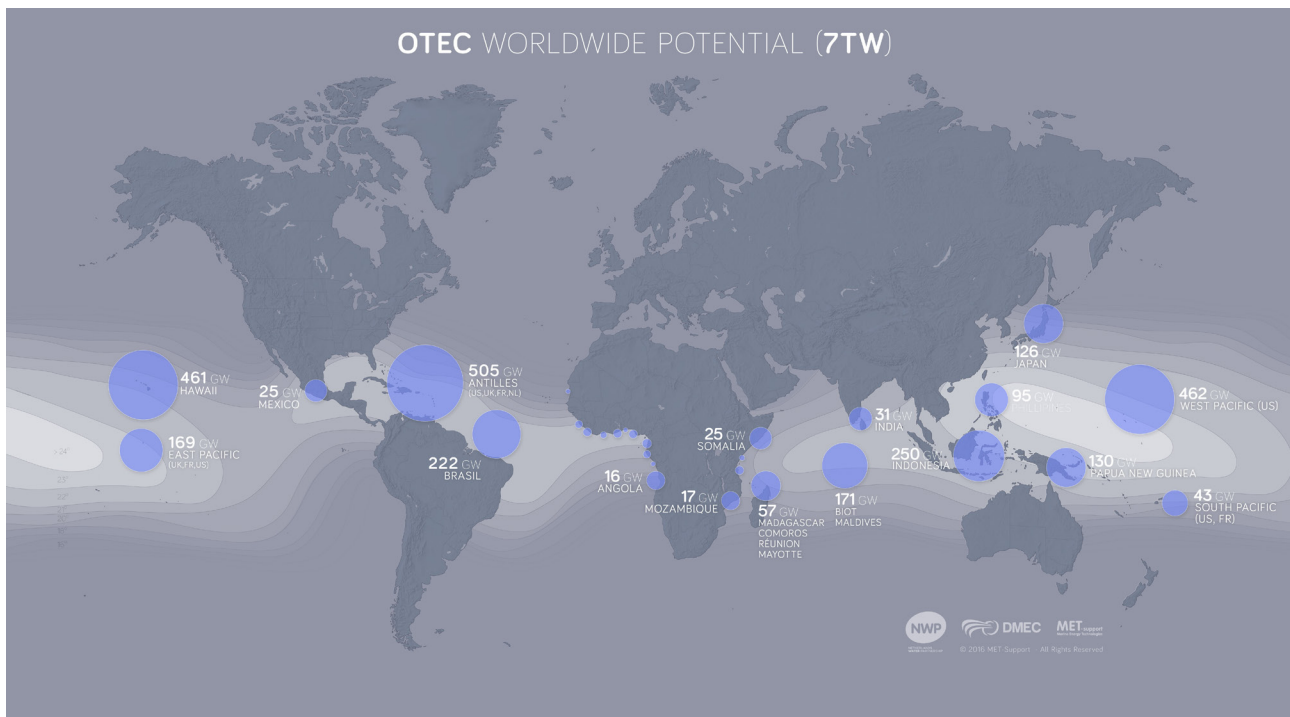 OTEC WORLDWIDE POTENTIAL (7TW)
461 GW
HAWAII
169 GW
EAST PACIFIC
(UK,FR,US)
25 GW
MEXICO
505 GW
ANTILLES
(US,UK,FR,NL)
222 GW
BRASIL
16 GW
ANGOLA
17 GW
MOZAMBIQUE
25 GW
SOMALIA
57 GW
MADAGASCAR
COMOROS
RÉUNION
MAYOTTE
171 GW
BIOT
MALDIVES
31 GW
INDIA
250 GW
INDONESIA
126 GW
JAPAN
95 GW
130 GW
PAPUA NEW GUINEA
462 GW
WEST PACIFIC (US)
43 GW
SOUTH PACIFIC
(US, FR)
NWP
DMEC
MET-support
© 2016 MET-Support - All Rights Reserved